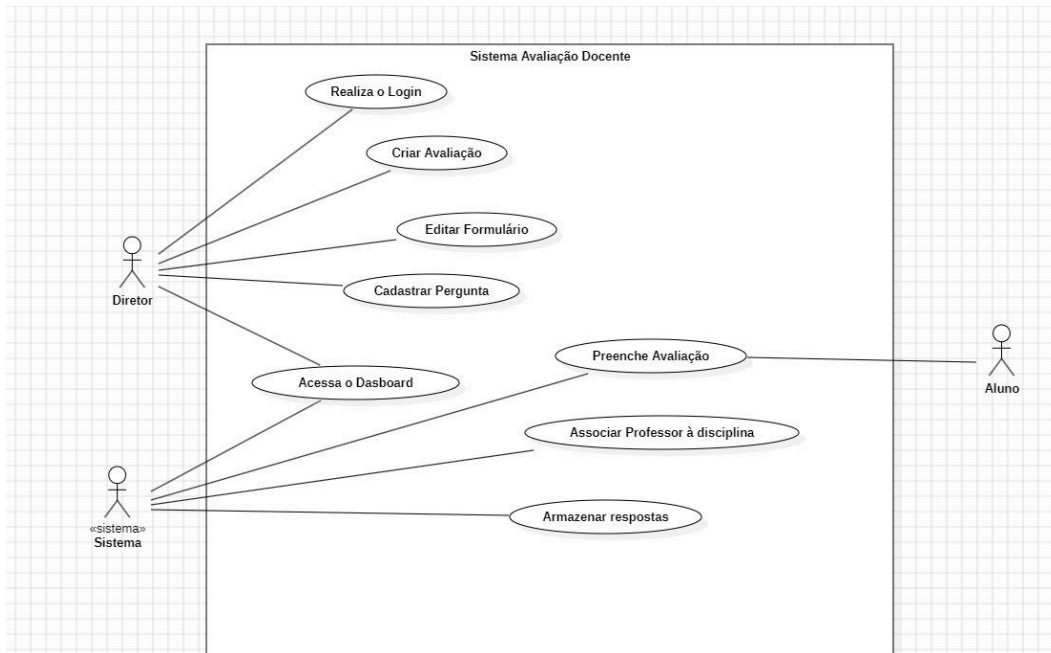 Sistema Avaliação Docente
Realiza o Login
Criar Avaliação
Editar Formulário
Cadastrar Pergunta
Diretor
Preenche Avaliação
Aluno
Acessa o Dasboard
Associar Professor à disciplina
Armazenar respostas
«sistema»
Sistema